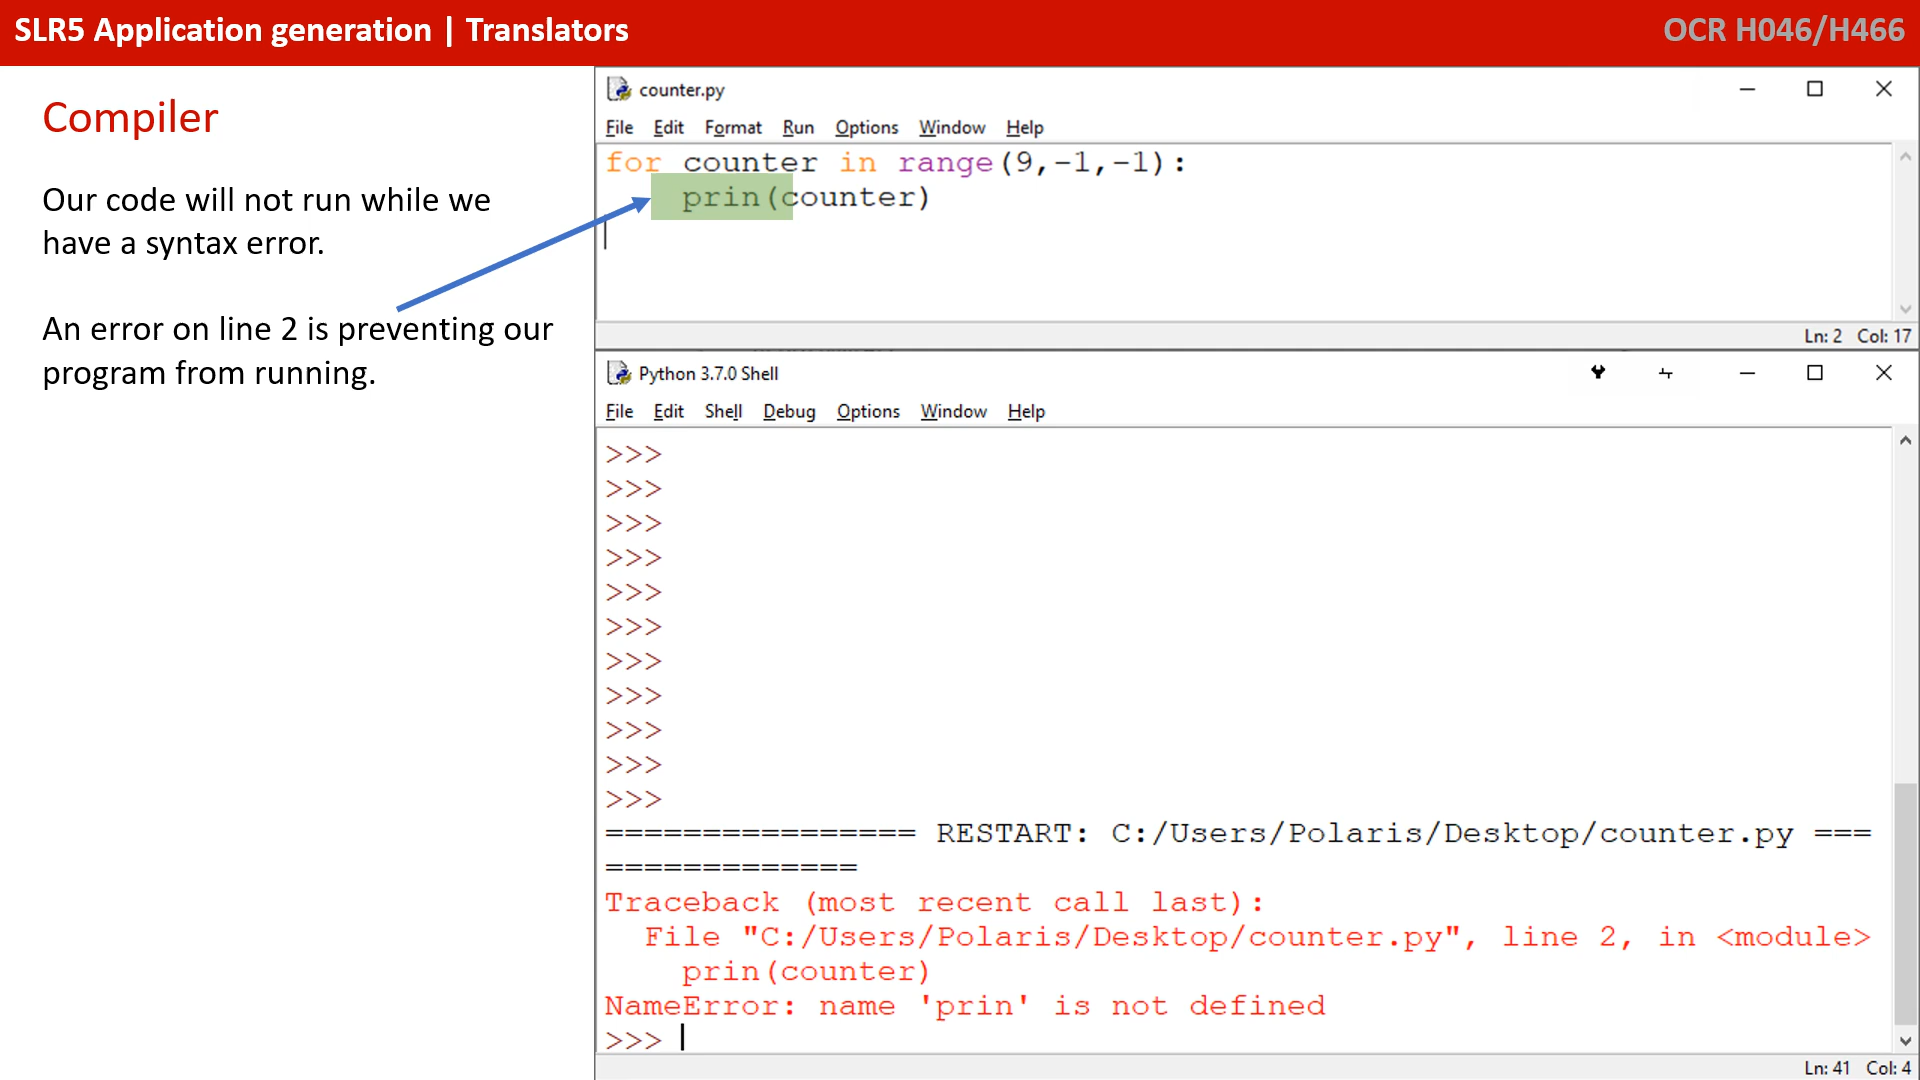 SLR5 Application generation | Translators
OCR H046/H466
Compiler
Our code will not run while we
have a syntax error.
An error on line 2 is preventing our
program from running.
counter.py
File Edit Format Run Options Window Help
for counter in range(9,-1,-1):
    prin(counter)
Ln: 2 Col: 17
Python 3.7.0 Shell
File Edit Shell Debug Options Window Help
>>>
>>>
>>>
>>>
>>>
>>>
>>>
>>>
>>>
>>>
>>>
================ RESTART: C:/Users/Polaris/Desktop/counter.py ===
=============
Traceback (most recent call last):
  File "C:/Users/Polaris/Desktop/counter.py", line 2, in <module>
    prin(counter)
NameError: name 'prin' is not defined
>>>
Ln: 41 Col: 4